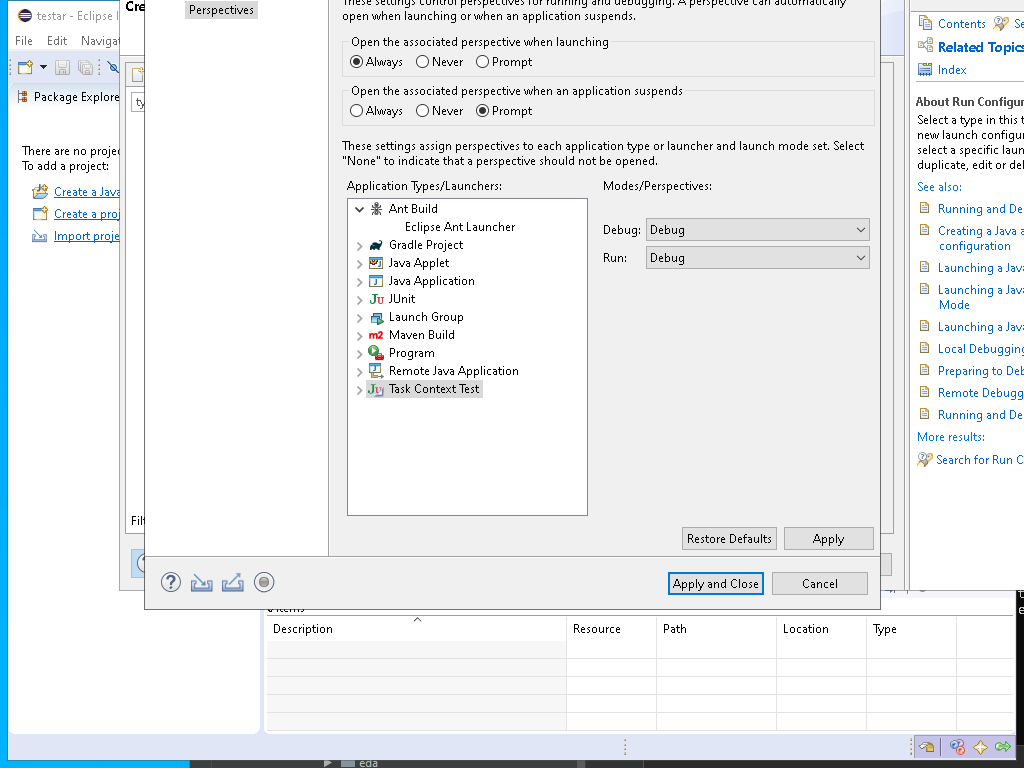 testar - Eclipse
File Edit Navigat
Package Explore
There are no projec
To add a project:
Create a Java
Create a proj
Import proje
Cre
ty
Filt
Perspectives
These settings control perspectives for running and debugging. A perspective can automatically
open when launching or when an application suspends.
Open the associated perspective when launching
Always Never Prompt
Open the associated perspective when an application suspends
Always Never Prompt
These settings assign perspectives to each application type or launcher and launch mode set. Select
"None" to indicate that a perspective should not be opened.
Application Types/Launchers: Modes/Perspectives:
Ant Build
Eclipse Ant Launcher
Gradle Project
Java Applet
Java Application
JUnit
Launch Group
Maven Build
Program
Remote Java Application
Task Context Test
Debug: Debug
Run: Debug
Restore Defaults Apply
Apply and Close Cancel
Contents Se
Related Topics
Index
About Run Configur
Select a type in this t
new launch configu
select a specific laun
duplicate, edit or del
See also:
Running and De
Creating a Java a
configuration
Launching a Java
Launching a Java
Mode
Launching a Java
Local Debugging
Preparing to Deb
Remote Debugg
Running and De
More results:
Search for Run C
0 items
Description Resource Path Location Type
eda